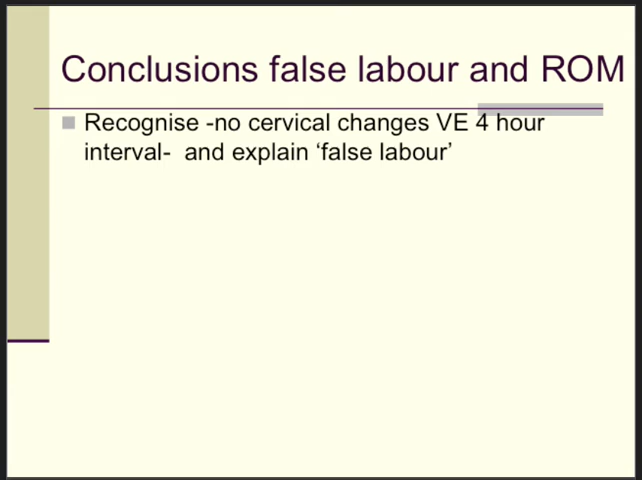 Conclusions false labour and ROM
Recognise -no cervical changes VE 4 hour
interval-  and explain ‘false labour’